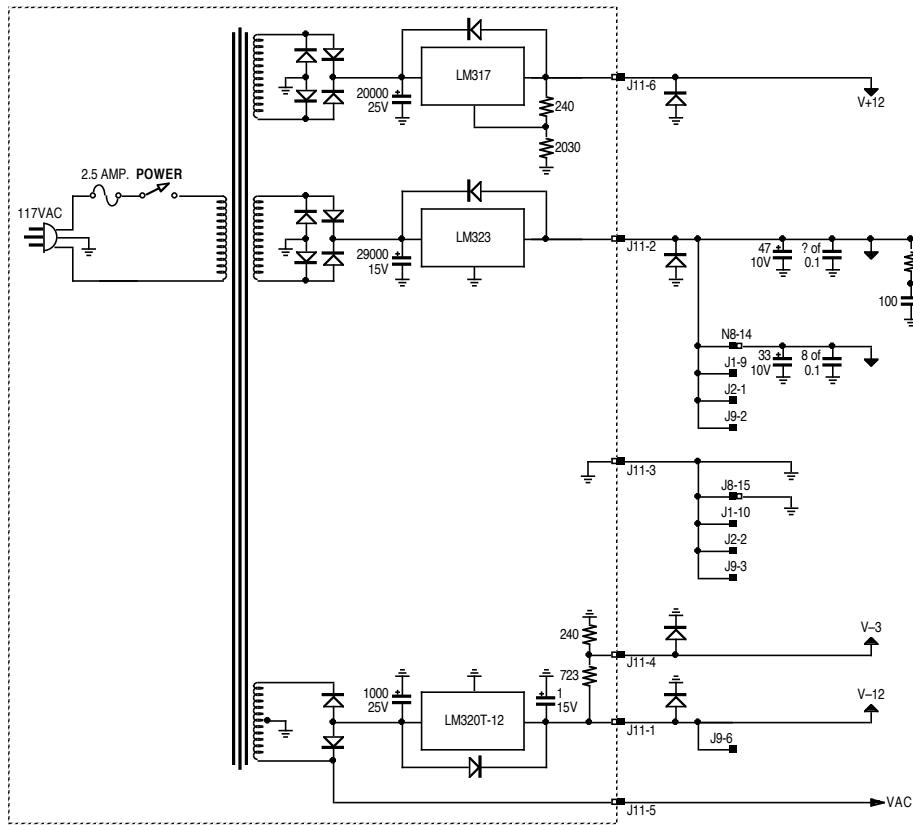 LM317
20000
25V
240
2030
J11-6
V+12
2.5 AMP. POWER
117VAC
LM323
29000
15V
J11-2
47
10V
? of
0.1
100
N8-14
33
10V
8 of
0.1
J1-9
J2-1
J9-2
J11-3
J8-15
J1-10
J2-2
J9-3
240
J11-4
V–3
723
1000
25V
LM320T-12
1
15V
J11-1
V–12
J9-6
J11-5
VAC